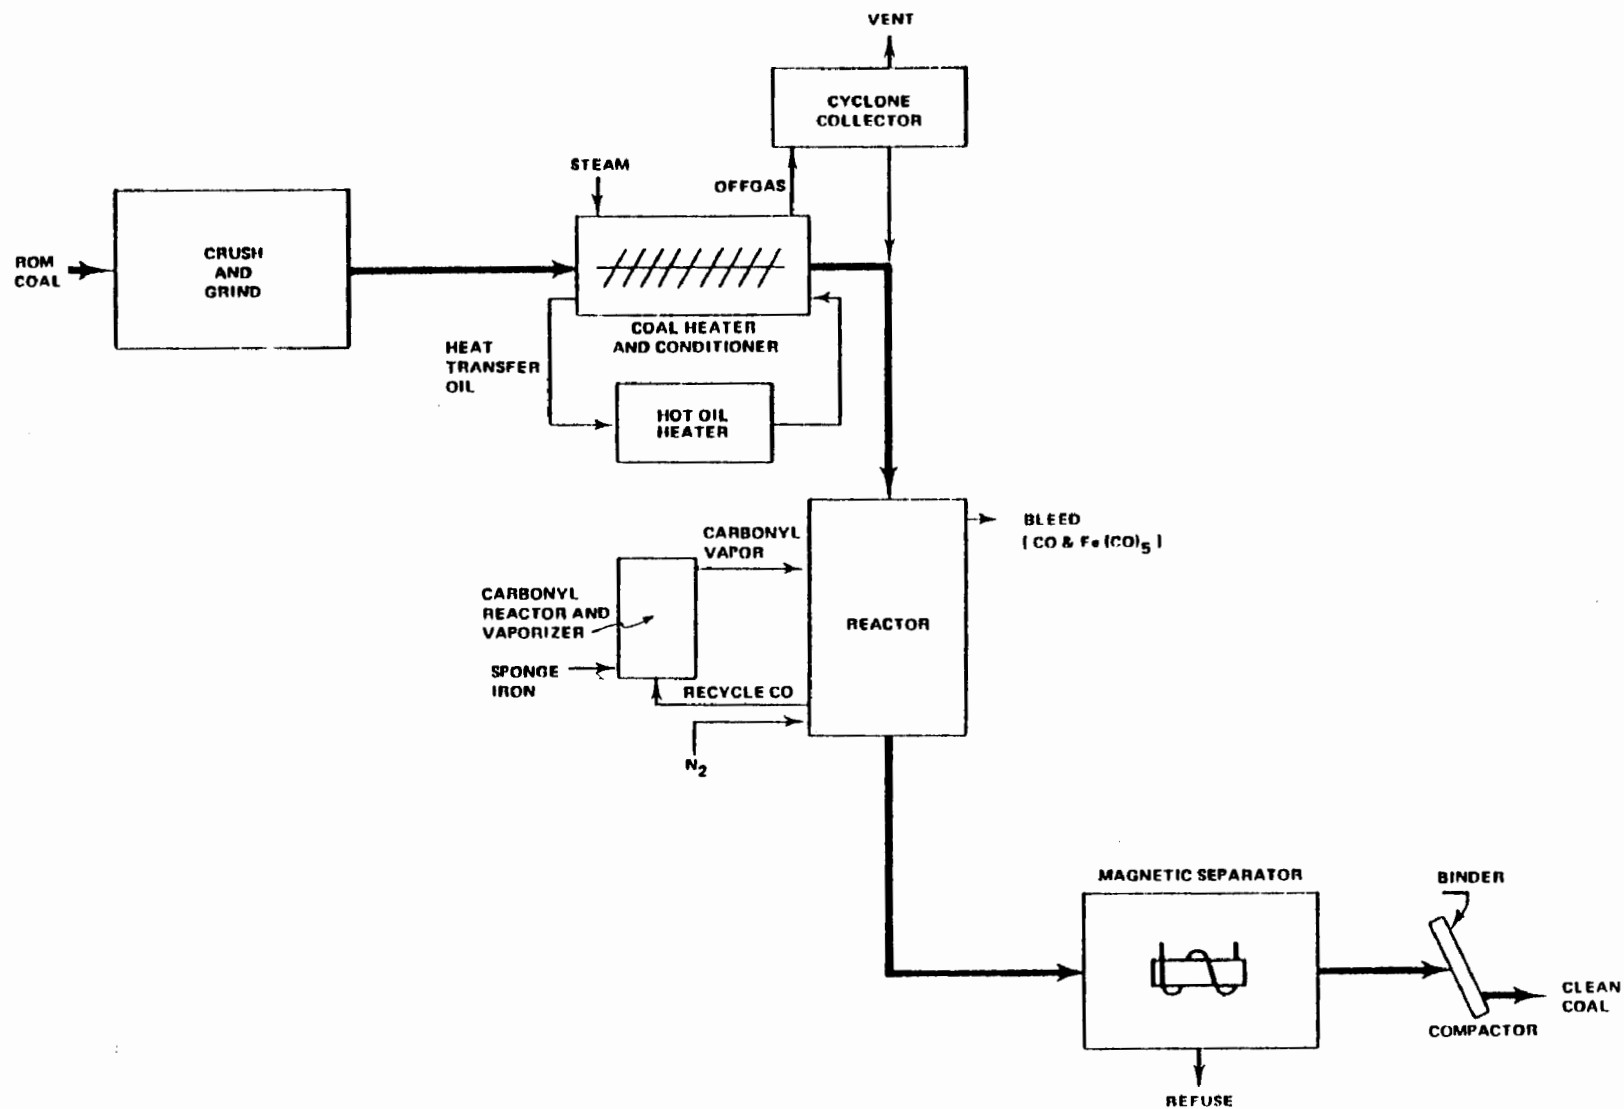 VENT
CYCLONE
COLLECTOR
STEAM
OFFGAS
ROM
COAL
CRUSH
AND
GRIND
COAL HEATER
AND CONDITIONER
HEAT
TRANSFER
OIL
HOT OIL
HEATER
CARBONYL
VAPOR
BLEED
(CO & Fe(CO)5)
CARBONYL
REACTOR AND
VAPORIZER
REACTOR
SPONGE
IRON
RECYCLE CO
N2
MAGNETIC SEPARATOR
BINDER
CLEAN
COAL
COMPACTOR
REFUSE